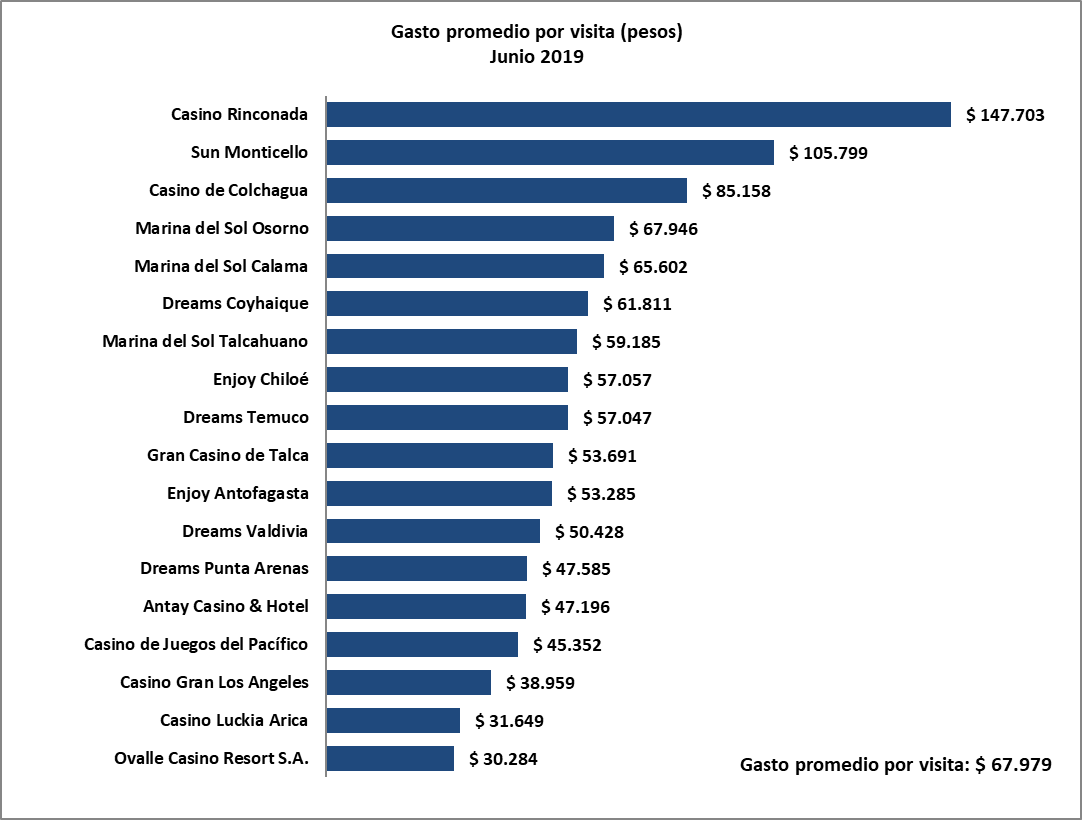 Gasto promedio por visita (pesos)
Junio 2019
Casino Rinconada $ 147.703
Sun Monticello $ 105.799
Casino de Colchagua $ 85.158
Marina del Sol Osorno $ 67.946
Marina del Sol Calama $ 65.602
Dreams Coyhaique $ 61.811
Marina del Sol Talcahuano $ 59.185
Enjoy Chiloé $ 57.057
Dreams Temuco $ 57.047
Gran Casino de Talca $ 53.691
Enjoy Antofagasta $ 53.285
Dreams Valdivia $ 50.428
Dreams Punta Arenas $ 47.585
Antay Casino & Hotel $ 47.196
Casino de Juegos del Pacífico $ 45.352
Casino Gran Los Angeles $ 38.959
Casino Luckia Arica $ 31.649
Ovalle Casino Resort S.A. $ 30.284
Gasto promedio por visita: $ 67.979